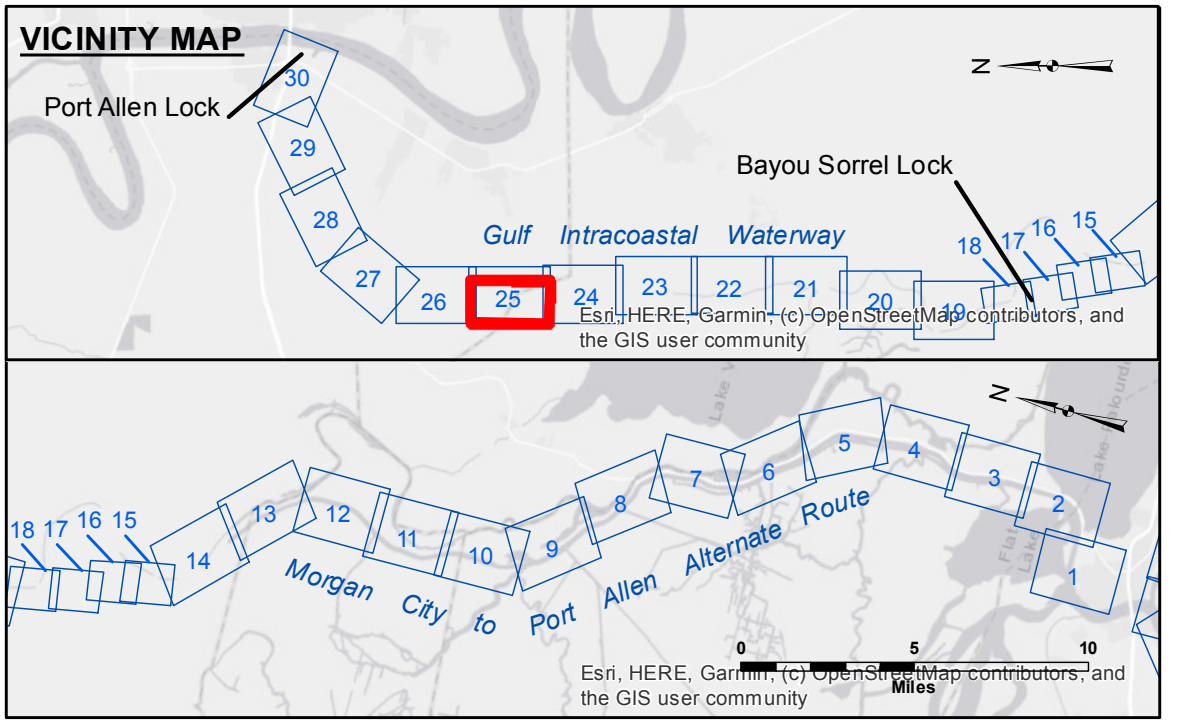 VICINITY MAP
N
30
Port Allen Lock
29
Bayou Sorrel Lock
28
Gulf Intracoastal Waterway
18 17 16 15
27
26 25 24 23 22 21 20 19
Esri, HERE, Garmin, (c) OpenStreetMap contributors, and
the GIS user community
N
Lake
18 17 16 15
14 13 12 11 10 9 8 7 6 5 4 3 2 1
Flat
Lake
Lake
Morgan City to Port Allen Alternate Route
0 5 10
Miles
Esri, HERE, Garmin, (c) OpenStreetMap contributors, and
the GIS user community